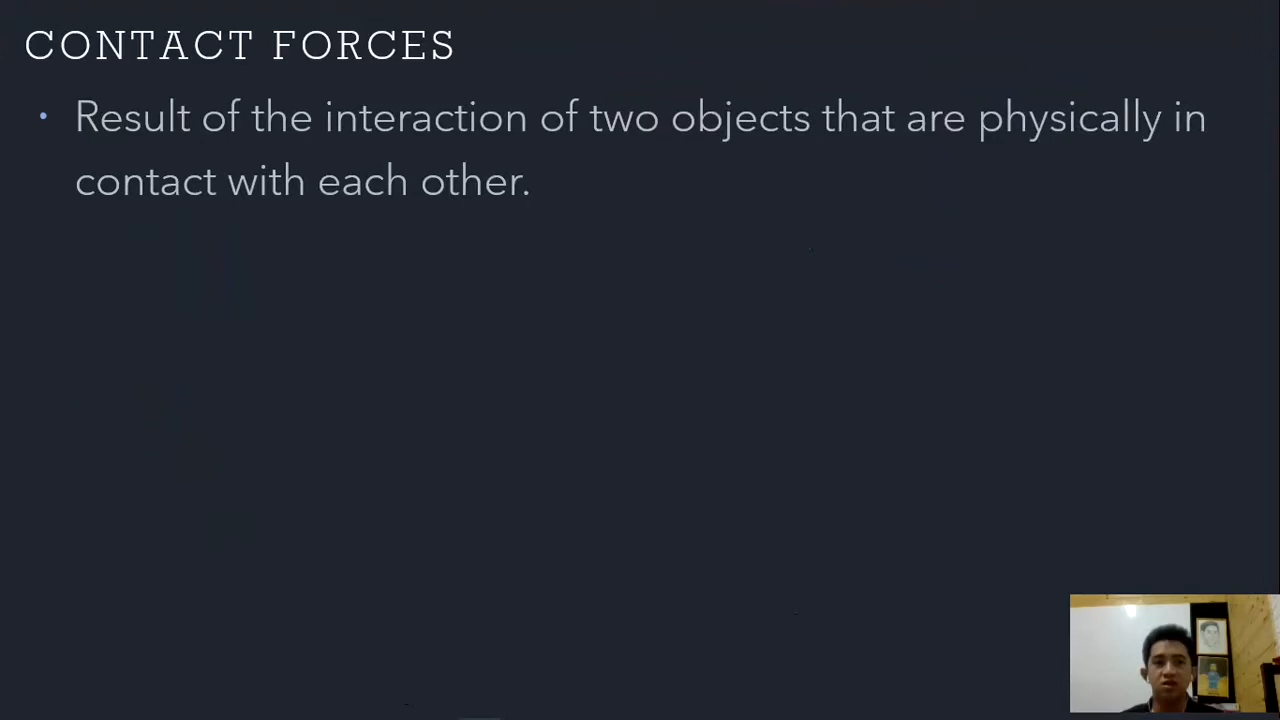 CONTACT FORCES
• Result of the interaction of two objects that are physically in
contact with each other.